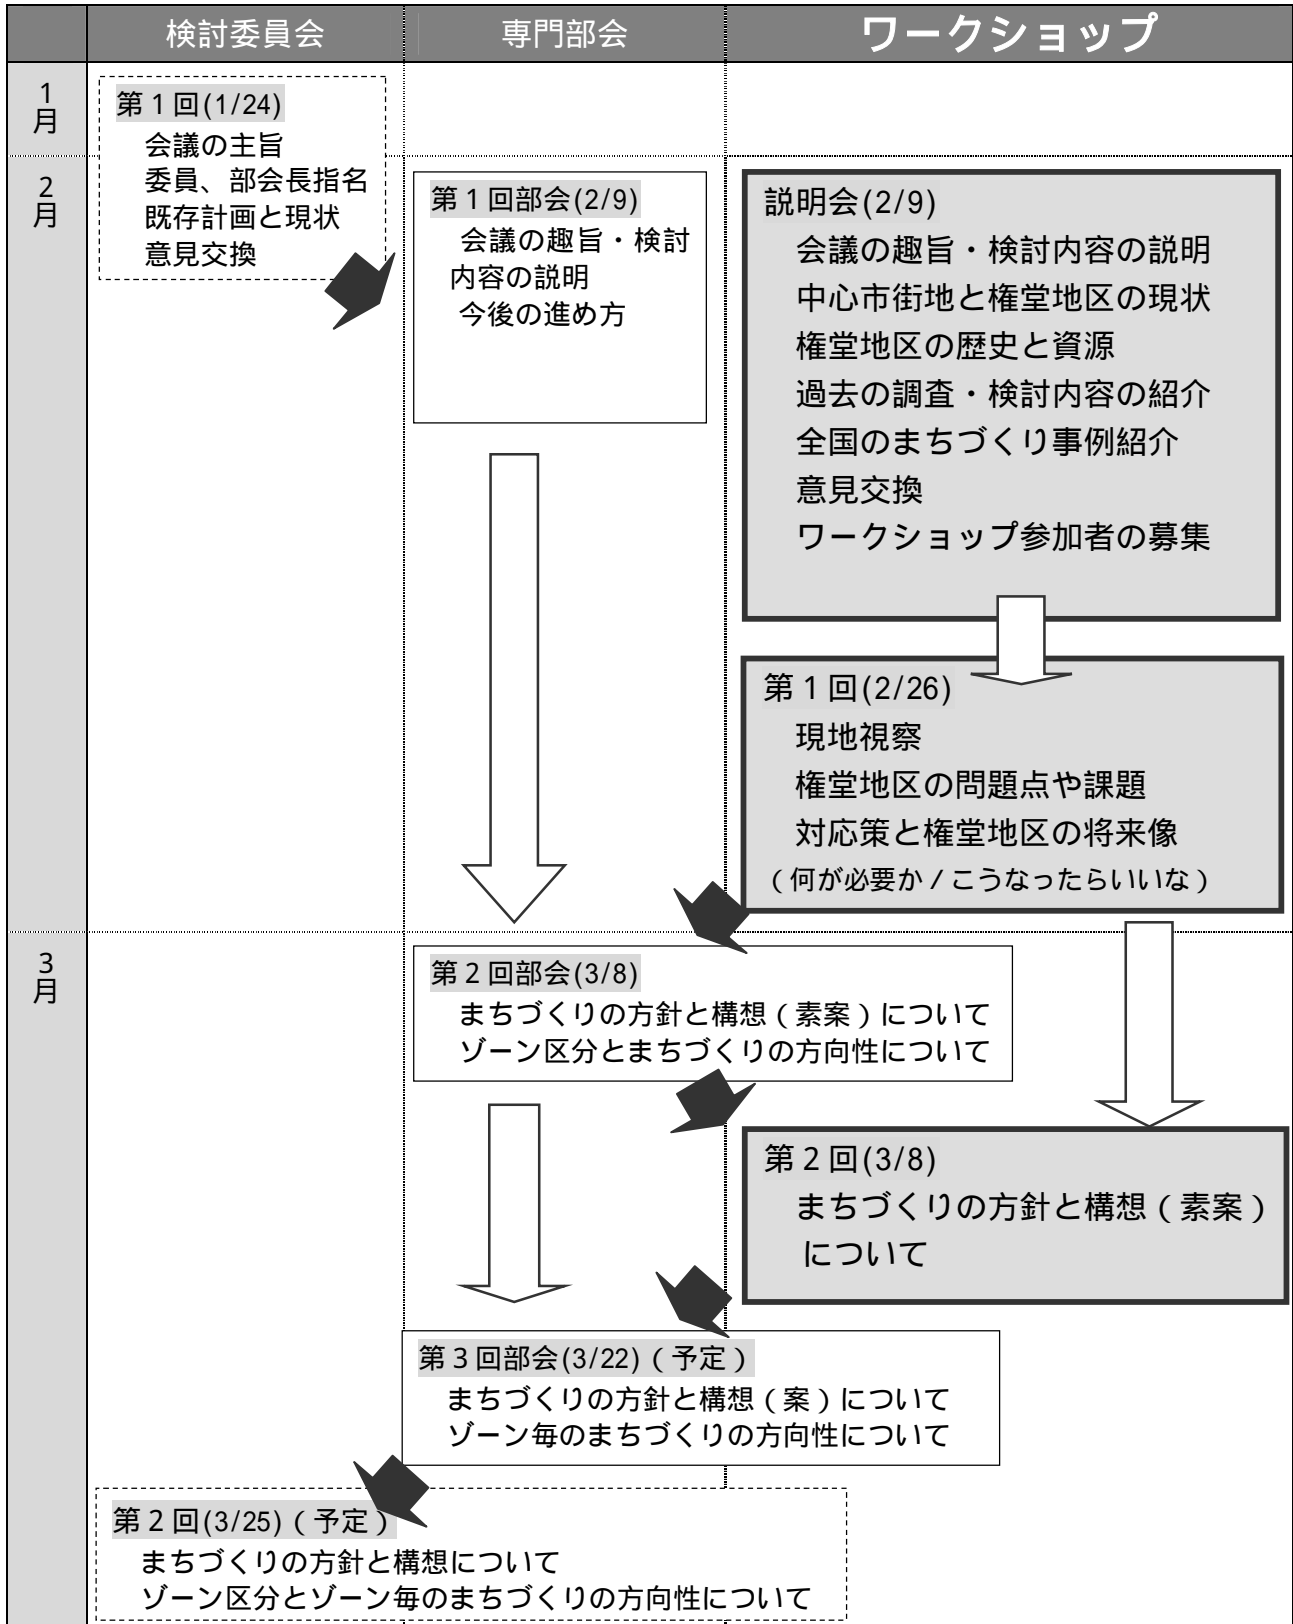 検討委員会
専門部会
ワークショップ
1月
第1回(1/24)
会議の主旨
委員、部会長指名
既存計画と現状
意見交換
2月
第1回部会(2/9)
会議の趣旨・検討
内容の説明
今後の進め方
説明会(2/9)
会議の趣旨・検討内容の説明
中心市街地と権堂地区の現状
権堂地区の歴史と資源
過去の調査・検討内容の紹介
全国のまちづくり事例紹介
意見交換
ワークショップ参加者の募集
第1回(2/26)
現地視察
権堂地区の問題点や課題
対応策と権堂地区の将来像
(何が必要か/こうなったらいいな)
3月
第2回部会(3/8)
まちづくりの方針と構想(素案)について
ゾーン区分とまちづくりの方向性について
第2回(3/8)
まちづくりの方針と構想(素案)
について
第3回部会(3/22)(予定)
まちづくりの方針と構想(案)について
ゾーン毎のまちづくりの方向性について
第2回(3/25)(予定)
まちづくりの方針と構想について
ゾーン区分とゾーン毎のまちづくりの方向性について